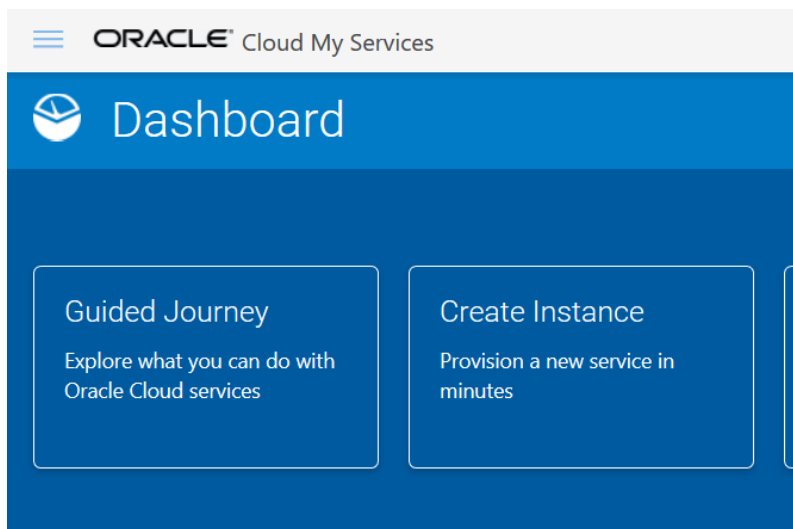 ORACLE® Cloud My Services
Dashboard
Guided Journey
Explore what you can do with
Oracle Cloud services
Create Instance
Provision a new service in
minutes